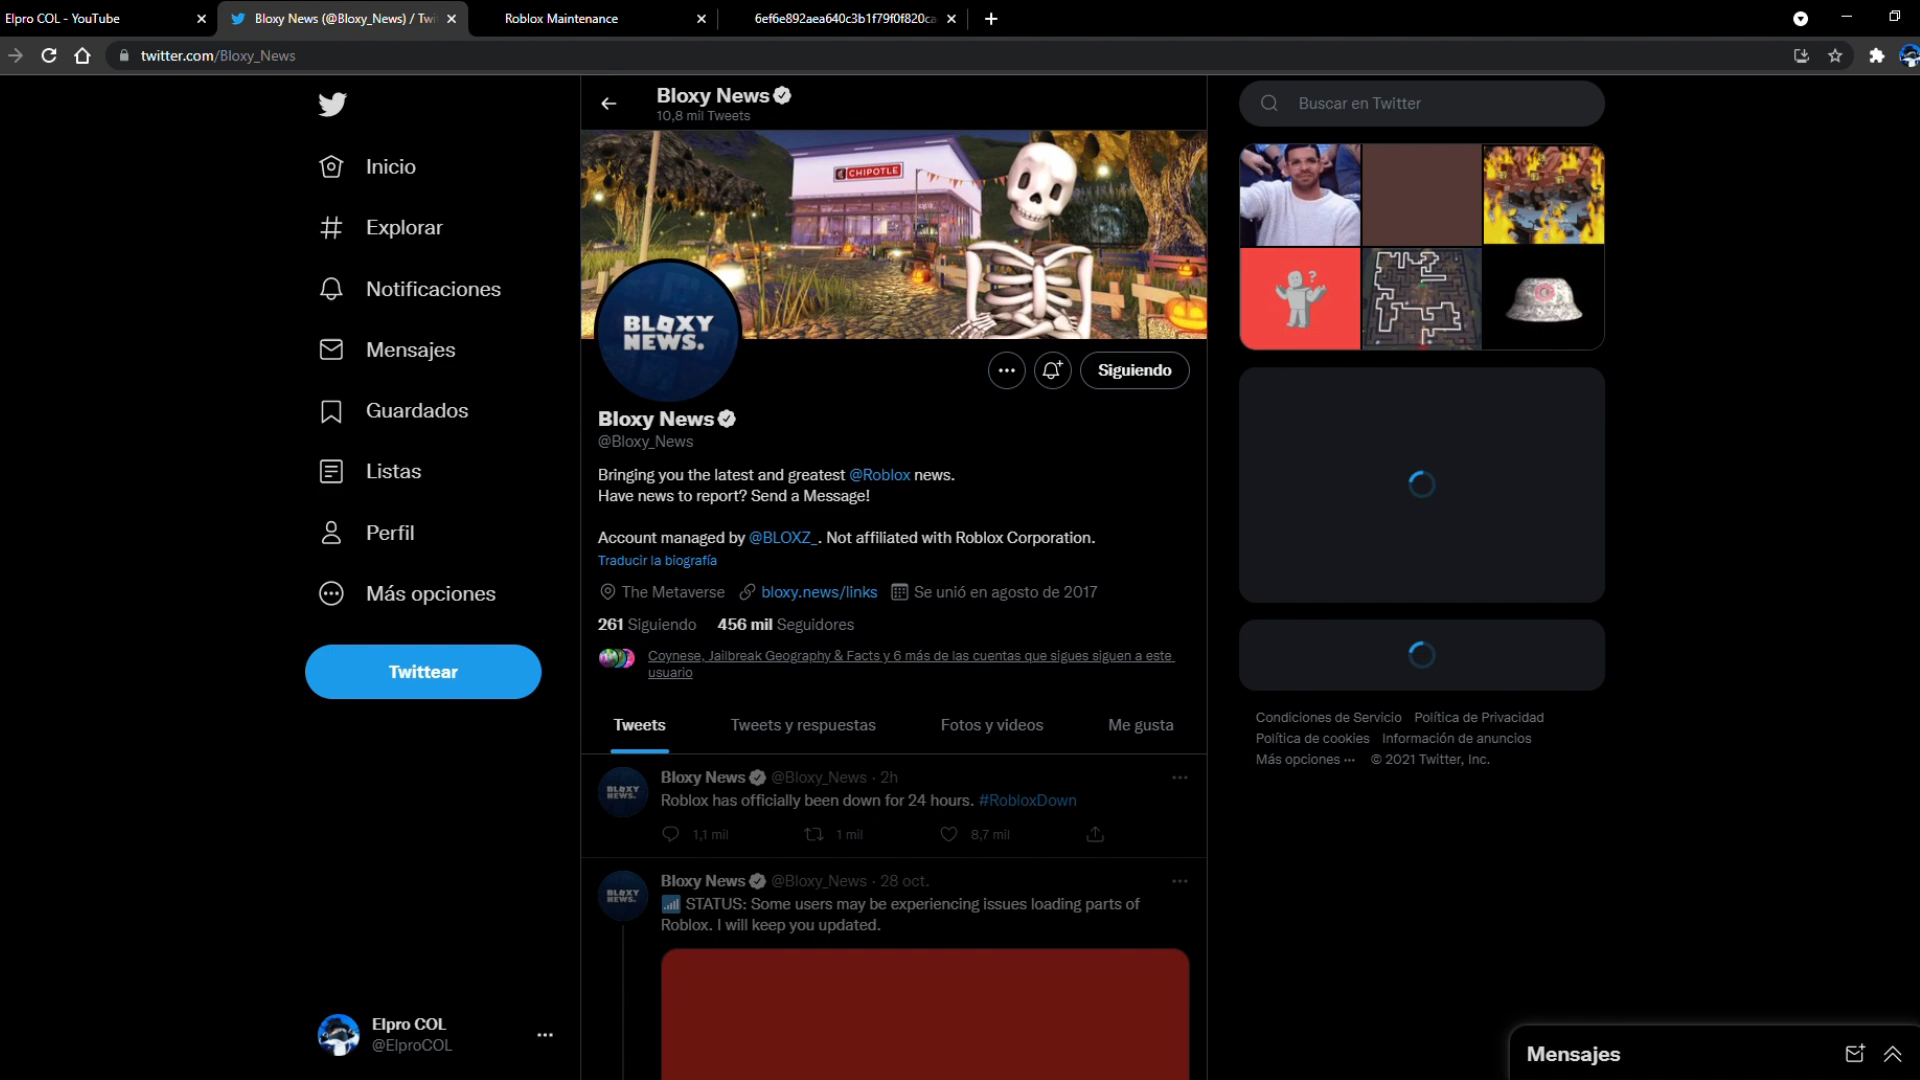 Elpro COL - YouTube
Bloxy News (@Bloxy_News) / Twi
Roblox Maintenance
6ef6e892aea640c3b1f79f0f820ca
twitter.com/Bloxy_News
Inicio
Explorar
Notificaciones
Mensajes
Guardados
Listas
Perfil
Más opciones
Twittear
Elpro COL
@ElproCOL
Bloxy News
10,8 mil Tweets
CHIPOTLE
BLOXY
NEWS.
Siguiendo
Bloxy News
@Bloxy_News
Bringing you the latest and greatest @Roblox news.
Have news to report? Send a Message!
Account managed by @BLOXZ_. Not affiliated with Roblox Corporation.
Traducir la biografía
The Metaverse bloxy.news/links Se unió en agosto de 2017
261 Siguiendo 456 mil Seguidores
Coynese, Jailbreak Geography & Facts y 6 más de las cuentas que sigues siguen a este
usuario
Tweets Tweets y respuestas Fotos y videos Me gusta
BLOXY
NEWS.
Bloxy News @Bloxy_News · 2h
Roblox has officially been down for 24 hours. #RobloxDown
1,1 mil 1 mil 8,7 mil
BLOXY
NEWS.
Bloxy News @Bloxy_News · 28 oct.
STATUS: Some users may be experiencing issues loading parts of
Roblox. I will keep you updated.
Buscar en Twitter
?
Condiciones de Servicio Política de Privacidad
Política de cookies Información de anuncios
Más opciones ··· © 2021 Twitter, Inc.
Mensajes